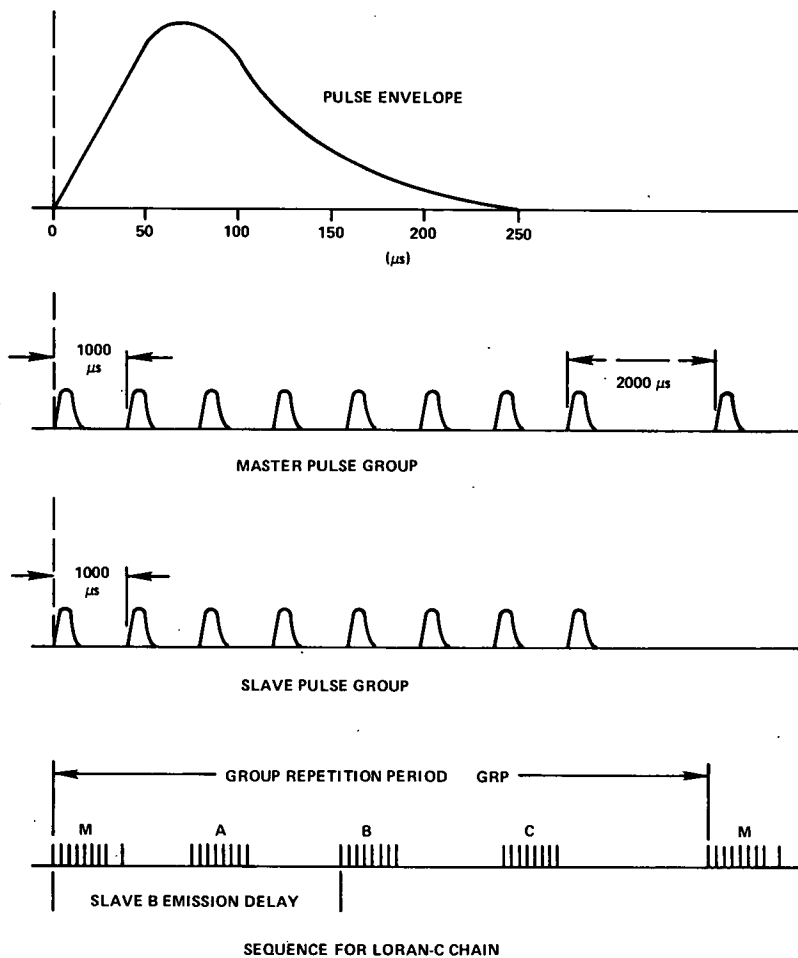 PULSE ENVELOPE
0 50 100 150 200 250
(μs)
1000
μs
2000 μs
MASTER PULSE GROUP
1000
μs
SLAVE PULSE GROUP
GROUP REPETITION PERIOD GRP
M A B C M
SLAVE B EMISSION DELAY
SEQUENCE FOR LORAN-C CHAIN